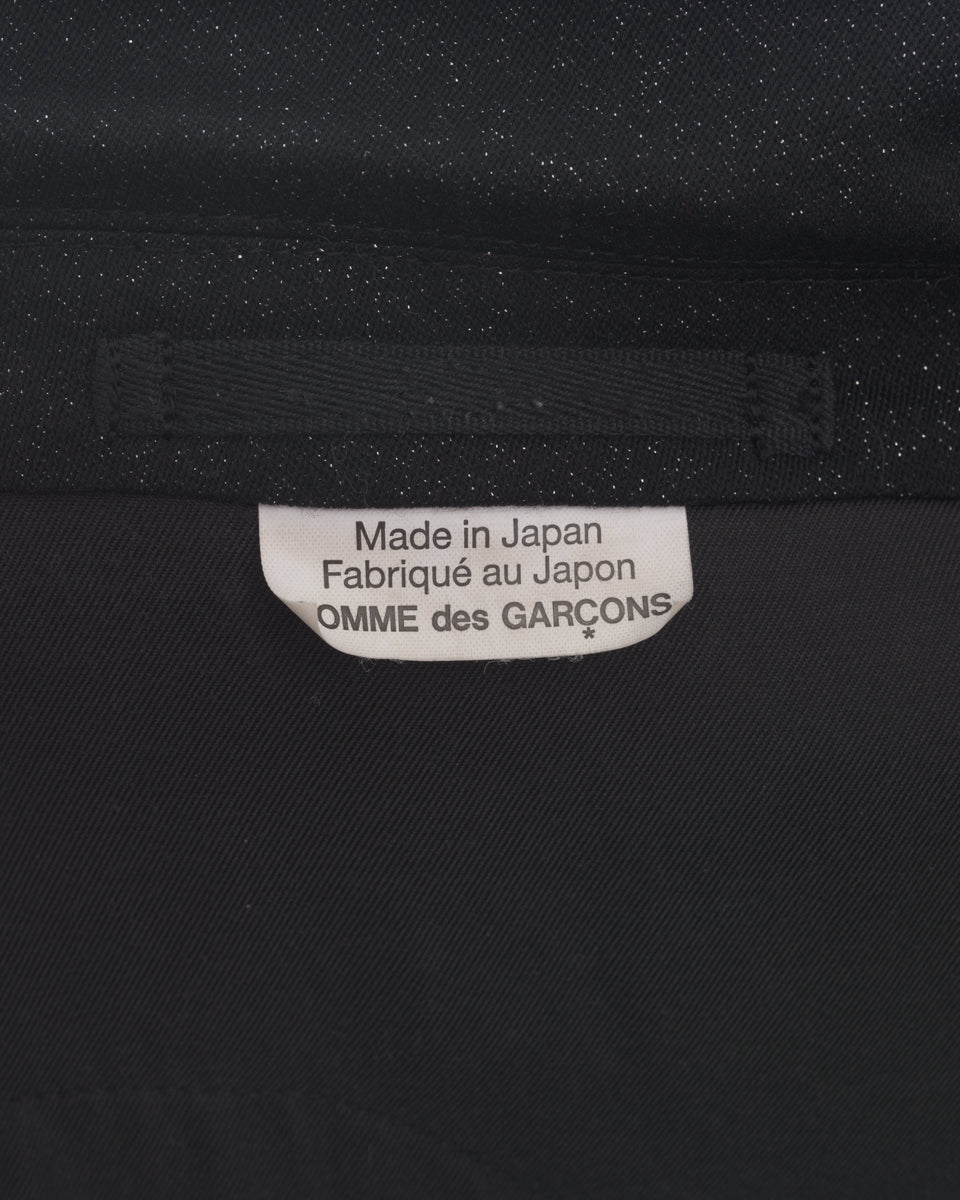 Made in Japan
Fabriqué au Japon
OMME des GARÇONS
*